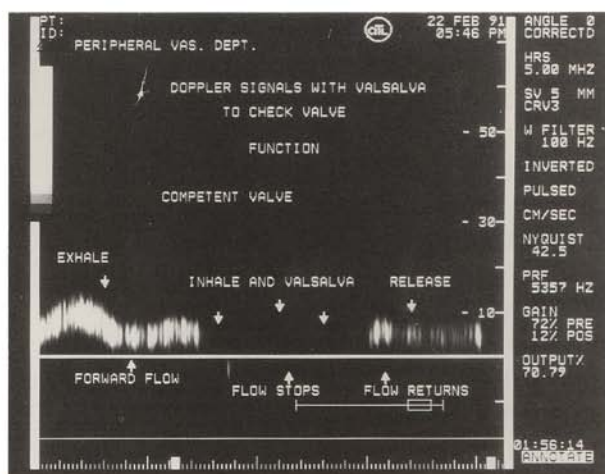 PT:
ID:
22 FEB 91
05:46 PM
PERIPHERAL VAS. DEPT.
DOPPLER SIGNALS WITH VALSALVA
TO CHECK VALVE
FUNCTION
COMPETENT VALVE
- 50-
- 30-
- 10-
EXHALE
INHALE AND VALSALVA
RELEASE
FORWARD FLOW
FLOW STOPS
FLOW RETURNS
ANGLE 0
CORRECTD
HRS
5.00 MHZ
SV 5 MM
CRV3
W FILTER
100 HZ
INVERTED
PULSED
CM/SEC
NYQUIST
42.5
PRF
5357 HZ
GAIN
72% PRE
12% POS
OUTPUT%
70.79
01:56:14
ANNOTATE